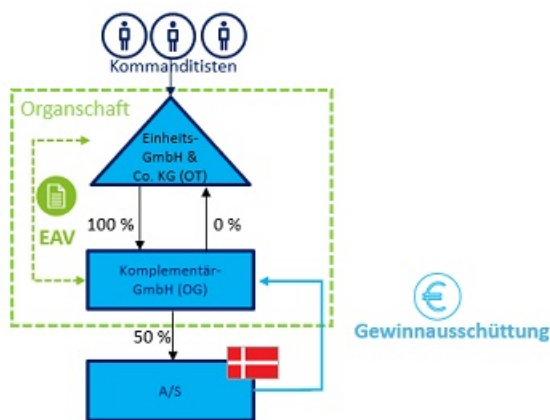 Kommanditisten
Organschaft
Einheits-
GmbH &
Co. KG (OT)
100 %
0 %
EAV
Komplementär-
GmbH (OG)
Gewinnausschüttung
50 %
A/S